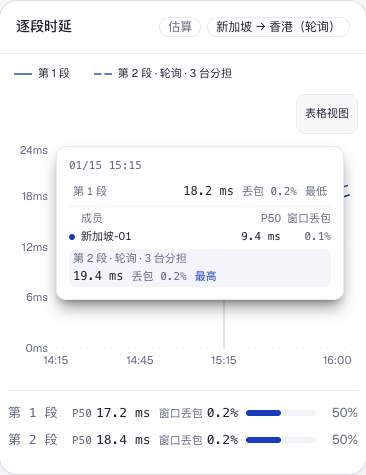 逐段时延 估算 新加坡 → 香港（轮询）
第 1 段 第 2 段 · 轮询 · 3 台分担
表格视图
24ms
18ms
12ms
6ms
0ms
01/15 15:15
第 1 段 18.2 ms 丢包 0.2% 最低
成员 P50 窗口丢包
新加坡-01 9.4 ms 0.1%
第 2 段 · 轮询 · 3 台分担
19.4 ms 丢包 0.2% 最高
14:15 14:45 15:15 16:00
第 1 段 P50 17.2 ms 窗口丢包 0.2% 50%
第 2 段 P50 18.4 ms 窗口丢包 0.2% 50%